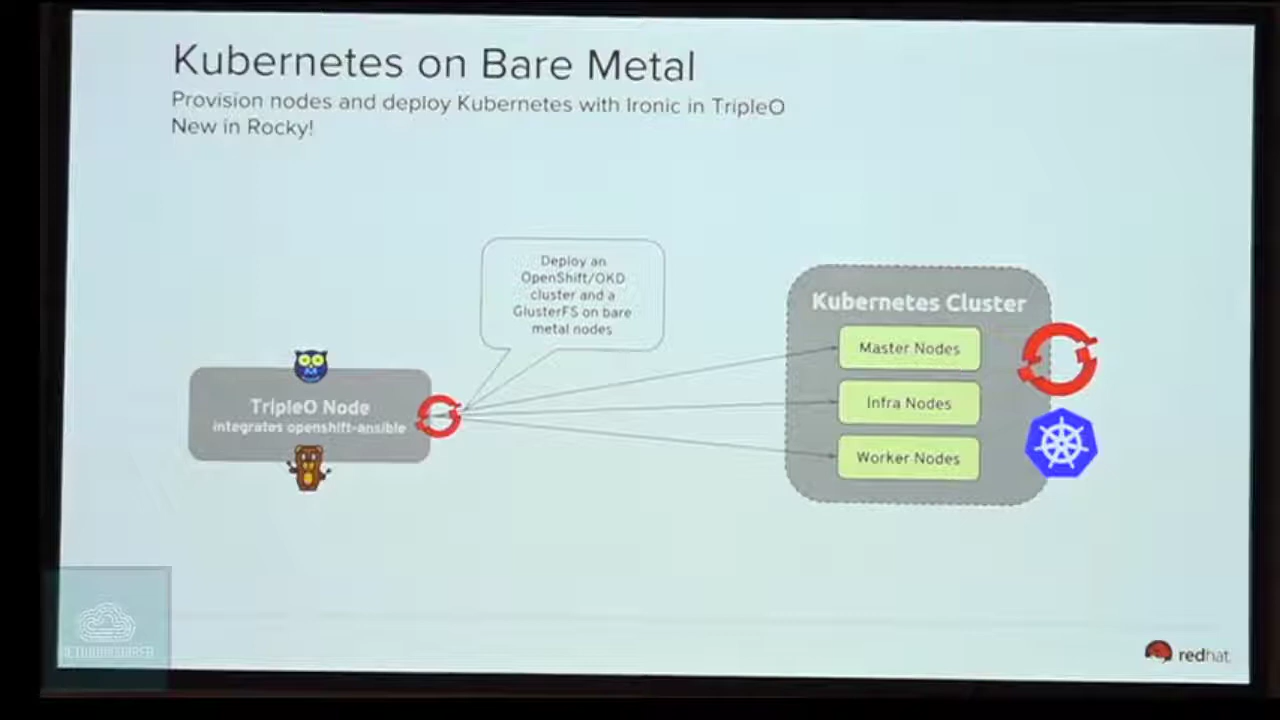 Kubernetes on Bare Metal
Provision nodes and deploy Kubernetes with Ironic in TripleO
New in Rocky!
Deploy an
OpenShift/OKD
cluster and a
GlusterFS on bare
metal nodes
TripleO Node
integrates openshift-ansible
Kubernetes Cluster
Master Nodes
Infra Nodes
Worker Nodes
redhat